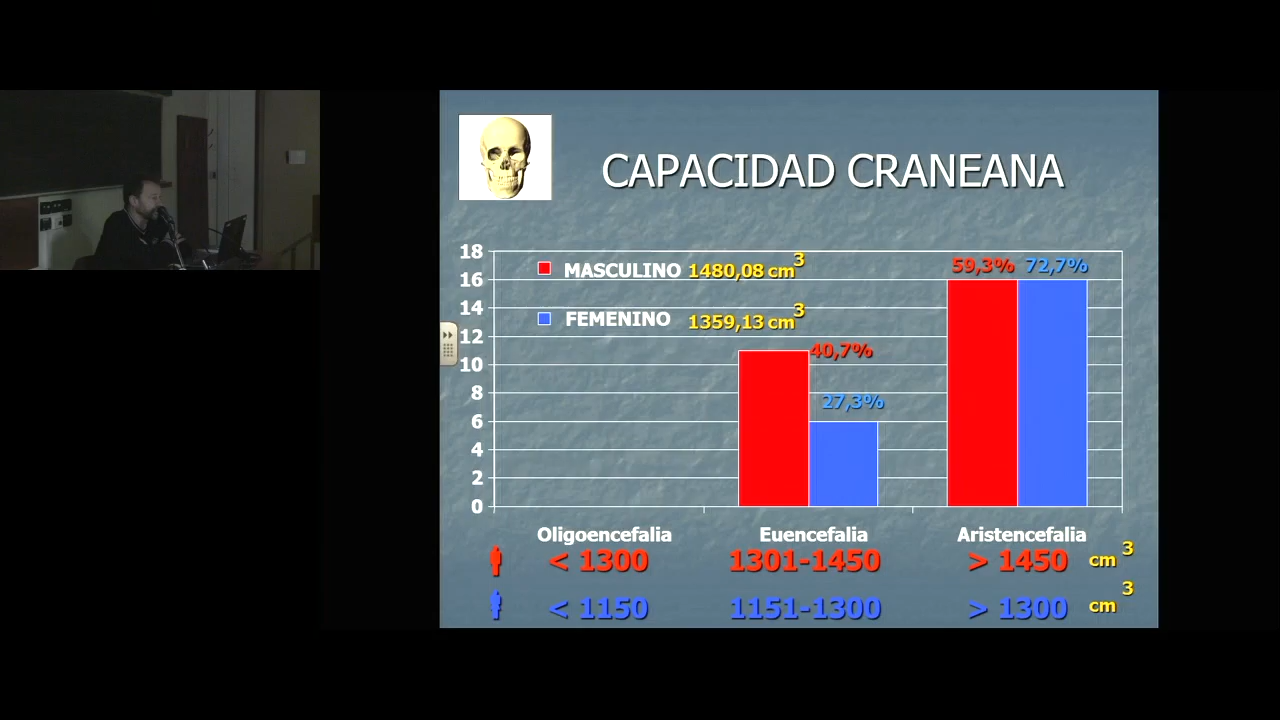 CAPACIDAD CRANEANA
18
16
14
12
10
8
6
4
2
0
MASCULINO 1480,08 cm³
FEMENINO 1359,13 cm³
59,3% 72,7%
40,7%
27,3%
Oligoencefalia Euencefalia Aristencefalia
< 1300 1301-1450 > 1450 cm³
< 1150 1151-1300 > 1300 cm³